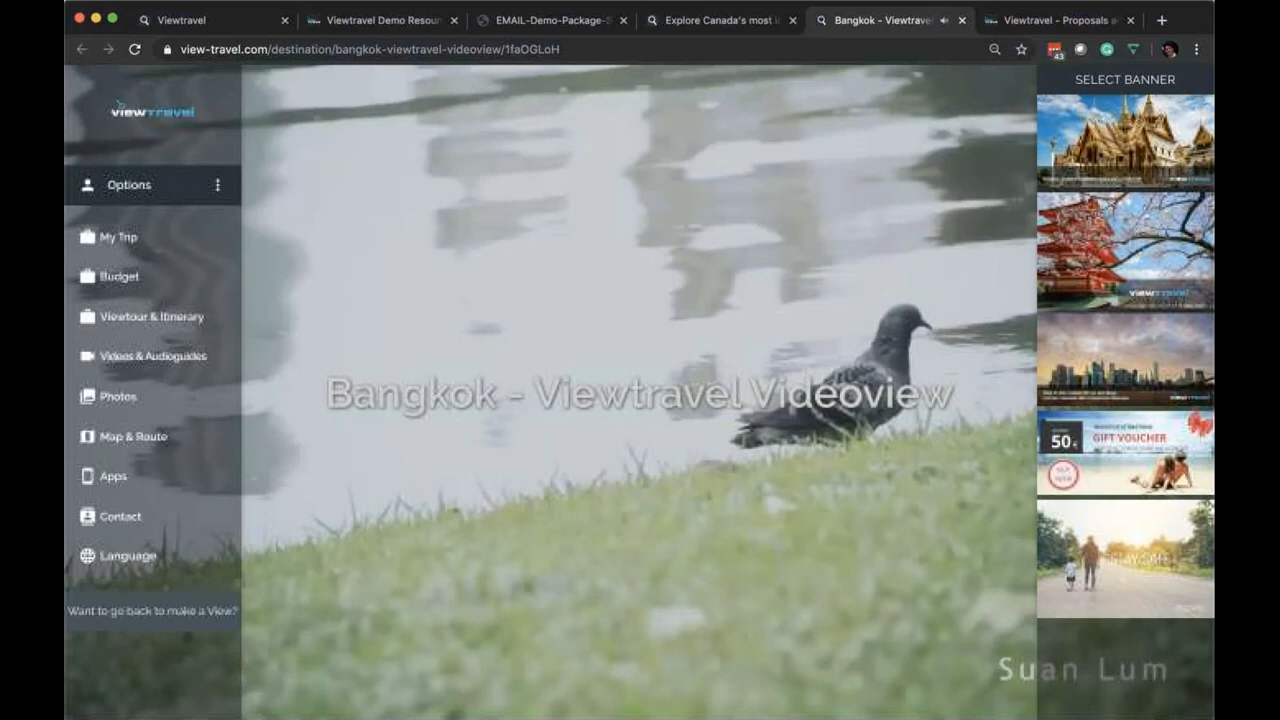 Viewtravel
Viewtravel Demo Resour
EMAIL-Demo-Package-S
Explore Canada's most i
Bangkok - Viewtrave
Viewtravel - Proposals a
view-travel.com/destination/bangkok-viewtravel-videoview/1faOGLoH
43
viewtravel
Options
My Trip
Budget
Viewtour & Itinerary
Videos & Audioguides
Photos
Map & Route
Apps
Contact
Language
Want to go back to make a View?
Bangkok - Viewtravel Videoview
Suan Lum
SELECT BANNER
viewtravel
50
GIFT VOUCHER